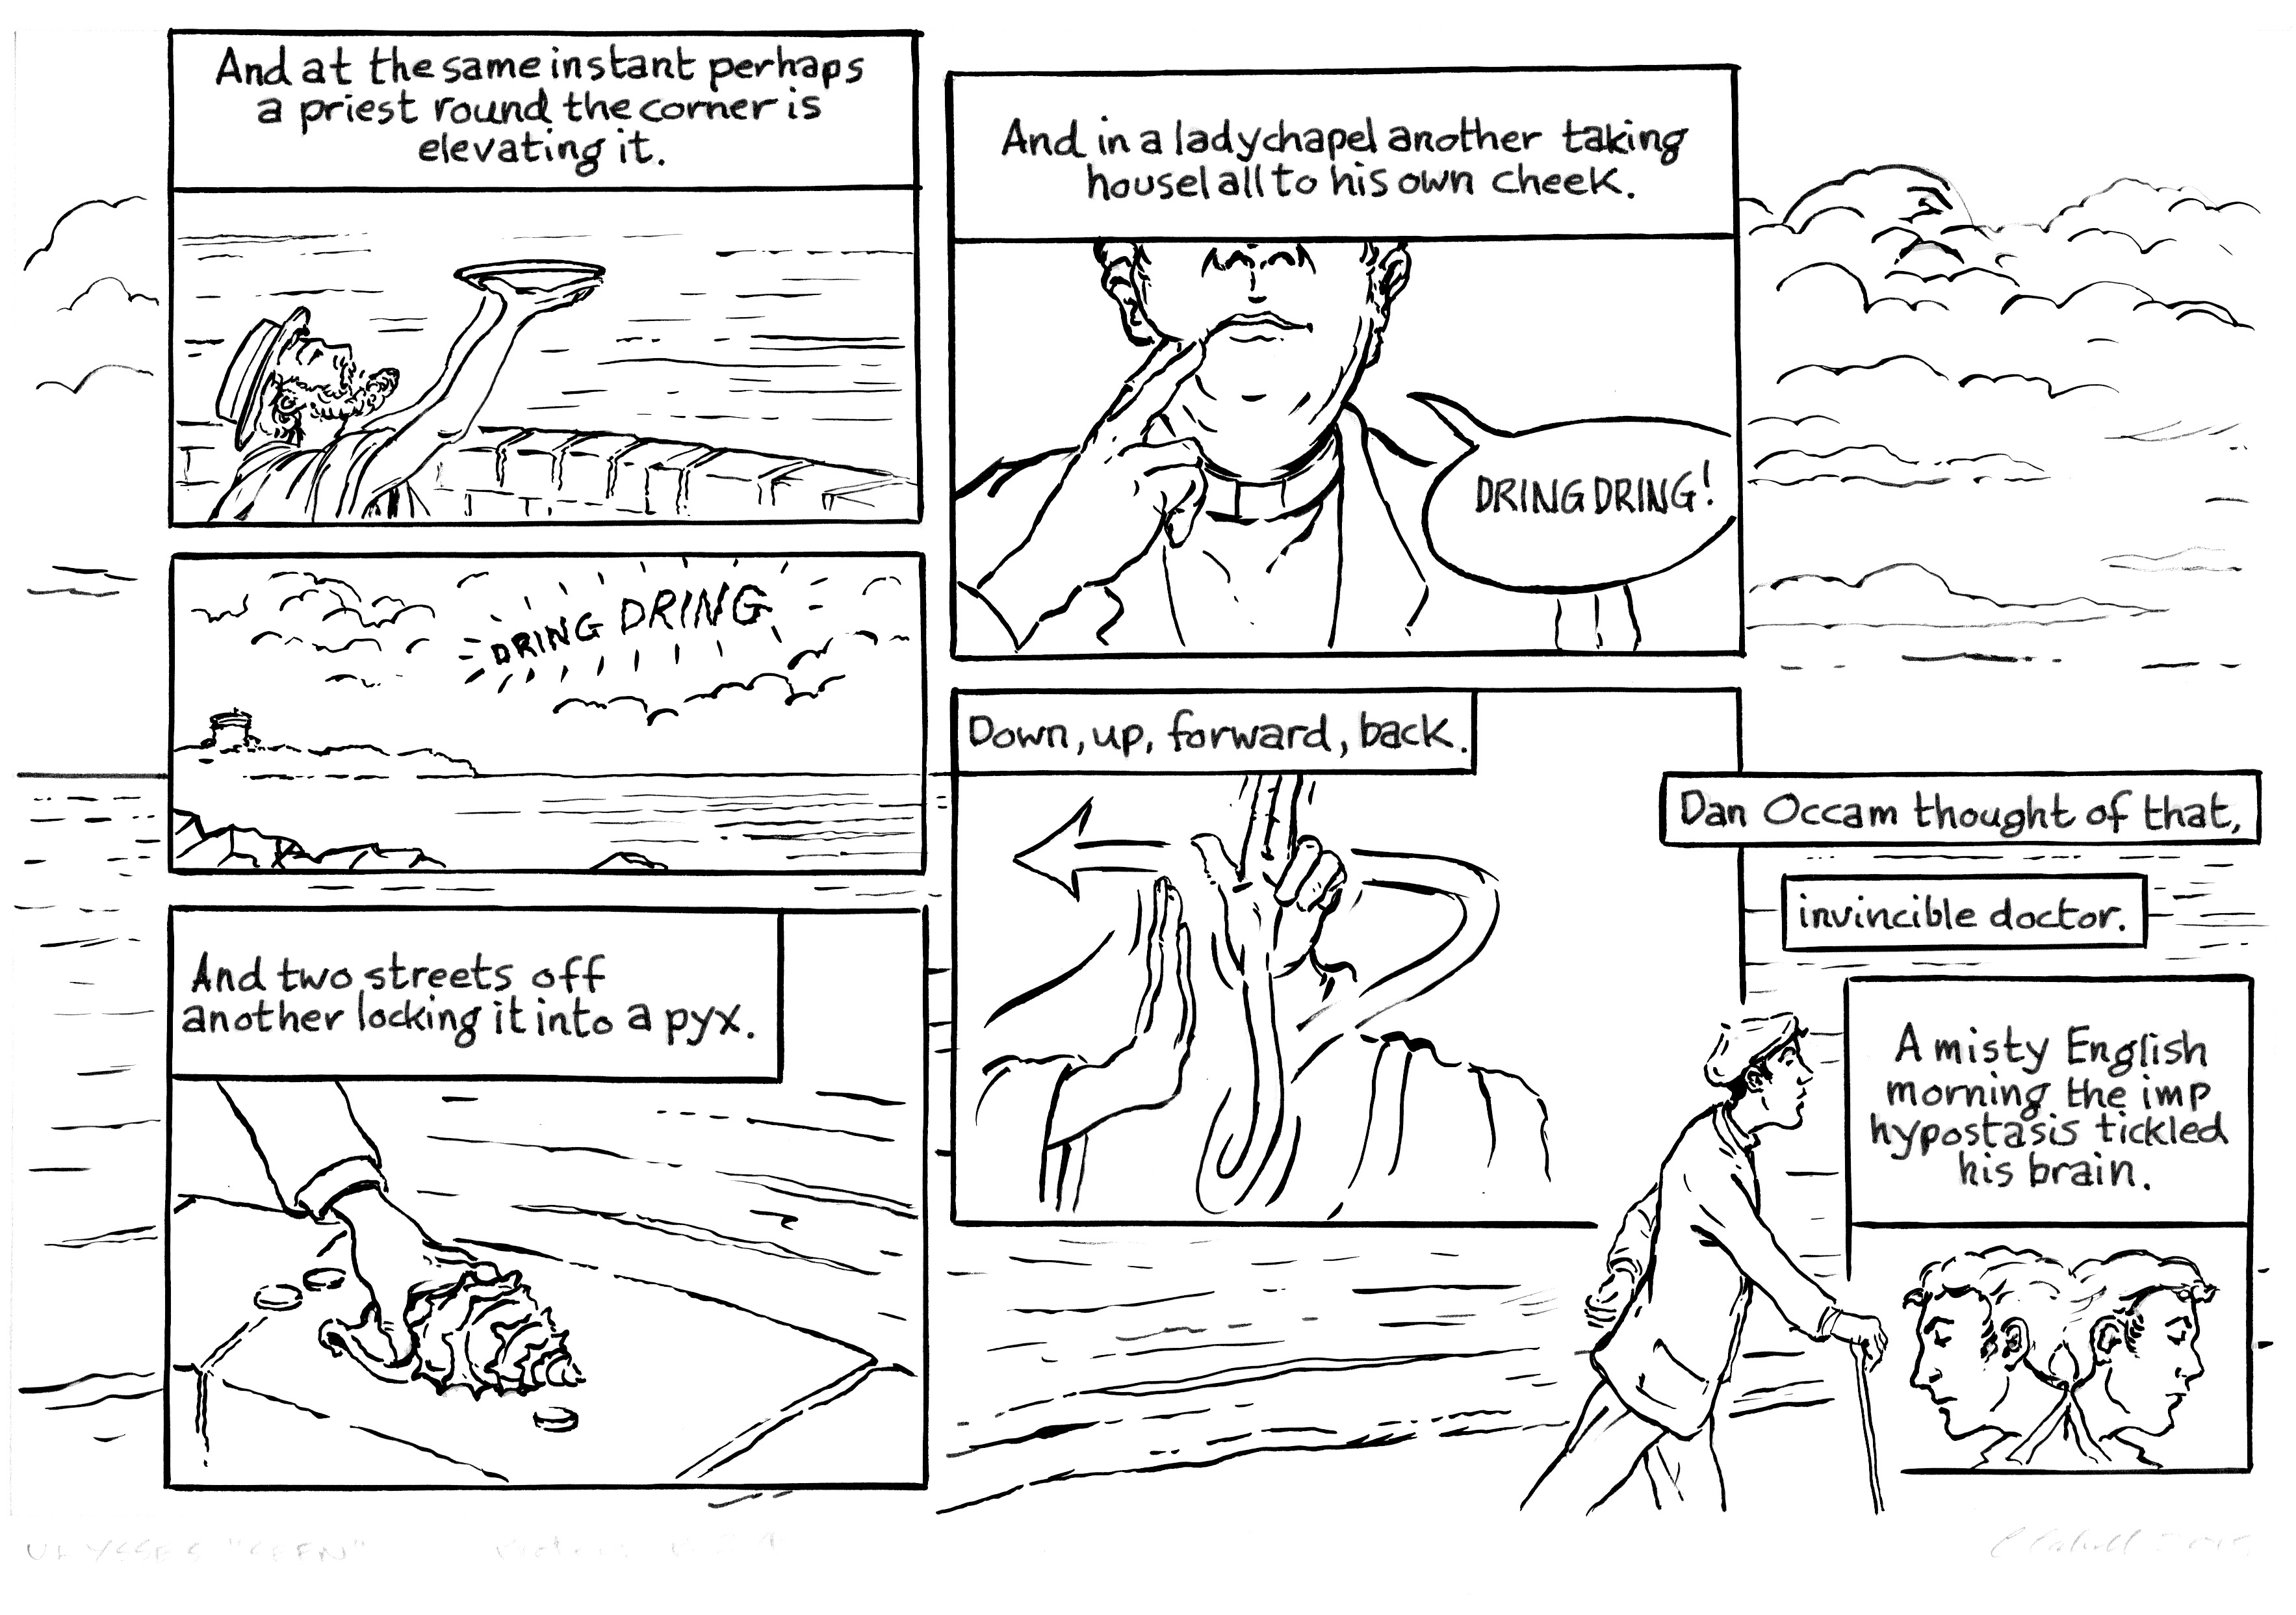 And at the same instant perhaps
a priest round the corner is
elevating it.
DRING DRING
And two streets off
another locking it into a pyx.
And in a ladychapel another taking
housel all to his own cheek.
DRING DRING!
Down, up, forward, back.
Dan Occam thought of that,
invincible doctor.
A misty English
morning the imp
hypostasis tickled
his brain.
ULYSSES "SEEN"